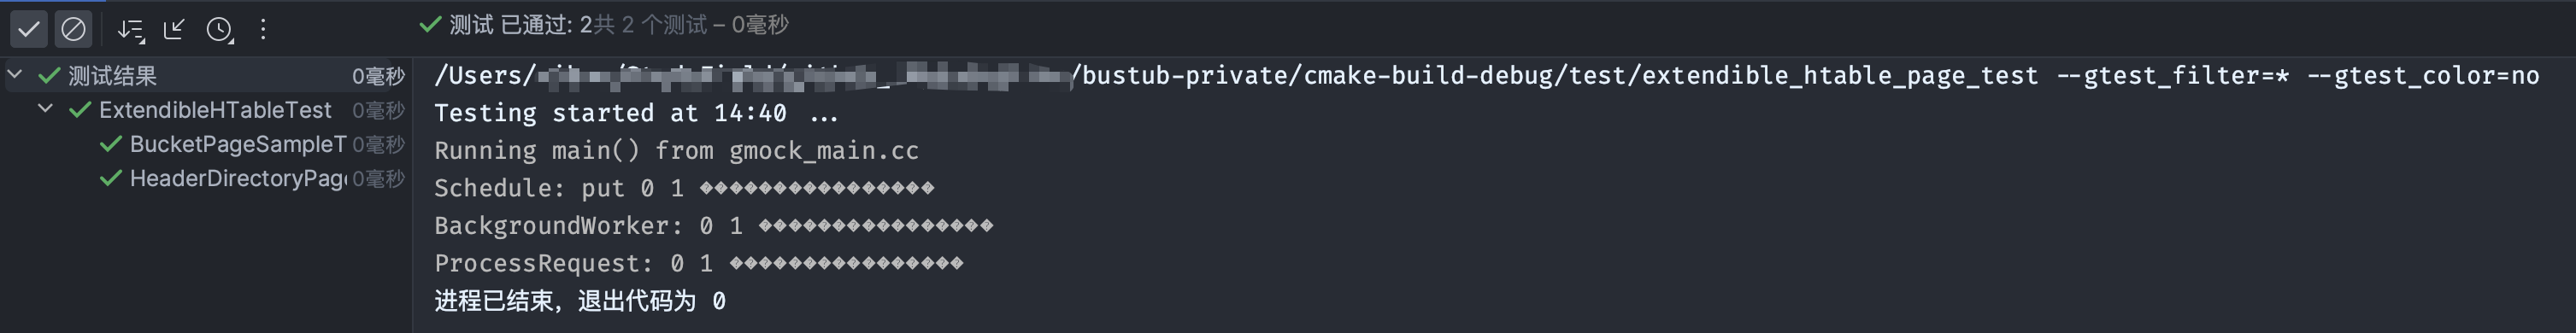 测试 已通过: 2共 2 个测试 – 0毫秒
测试结果 0毫秒
ExtendibleHTableTest 0毫秒
BucketPageSampleT 0毫秒
HeaderDirectoryPage 0毫秒
/Users/ /bustub-private/cmake-build-debug/test/extendible_htable_page_test --gtest_filter=* --gtest_color=no
Testing started at 14:40 ...
Running main() from gmock_main.cc
Schedule: put 0 1 ����������������
BackgroundWorker: 0 1 ����������������
ProcessRequest: 0 1 ����������������
进程已结束，退出代码为 0